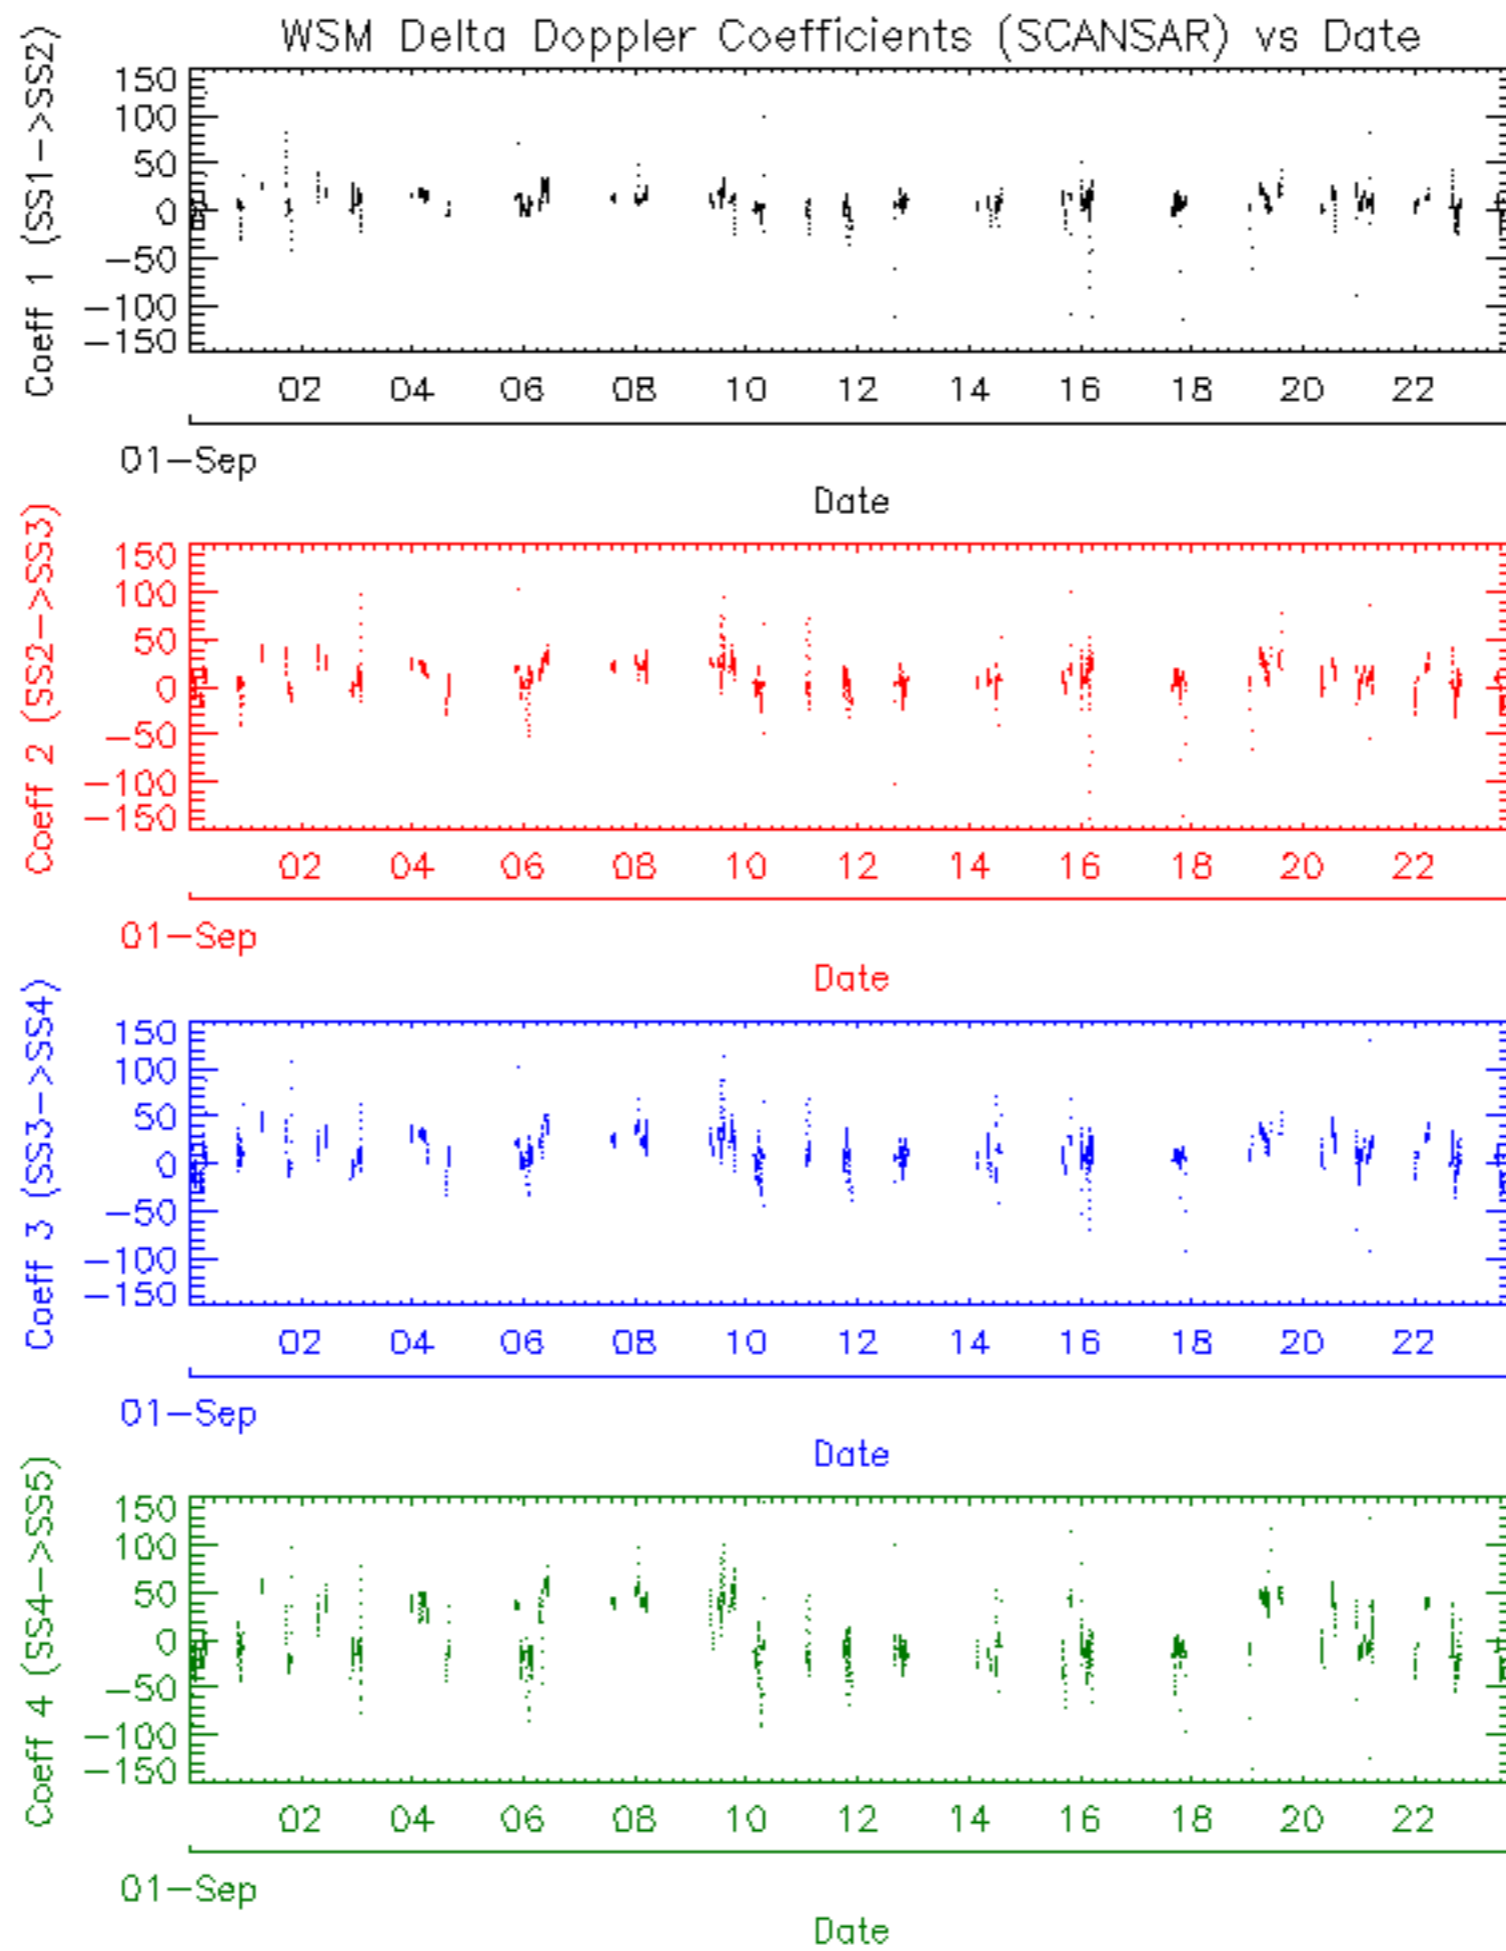 WSM Delta Doppler Coefficients (SCANSAR) vs Date
Coeff 1 (SS1->SS2)
150
100
50
0
-50
-100
-150
02 04 06 08 10 12 14 16 18 20 22
01-Sep
Date
Coeff 2 (SS2->SS3)
150
100
50
0
-50
-100
-150
02 04 06 08 10 12 14 16 18 20 22
01-Sep
Date
Coeff 3 (SS3->SS4)
150
100
50
0
-50
-100
-150
02 04 06 08 10 12 14 16 18 20 22
01-Sep
Date
Coeff 4 (SS4->SS5)
150
100
50
0
-50
-100
-150
02 04 06 08 10 12 14 16 18 20 22
01-Sep
Date